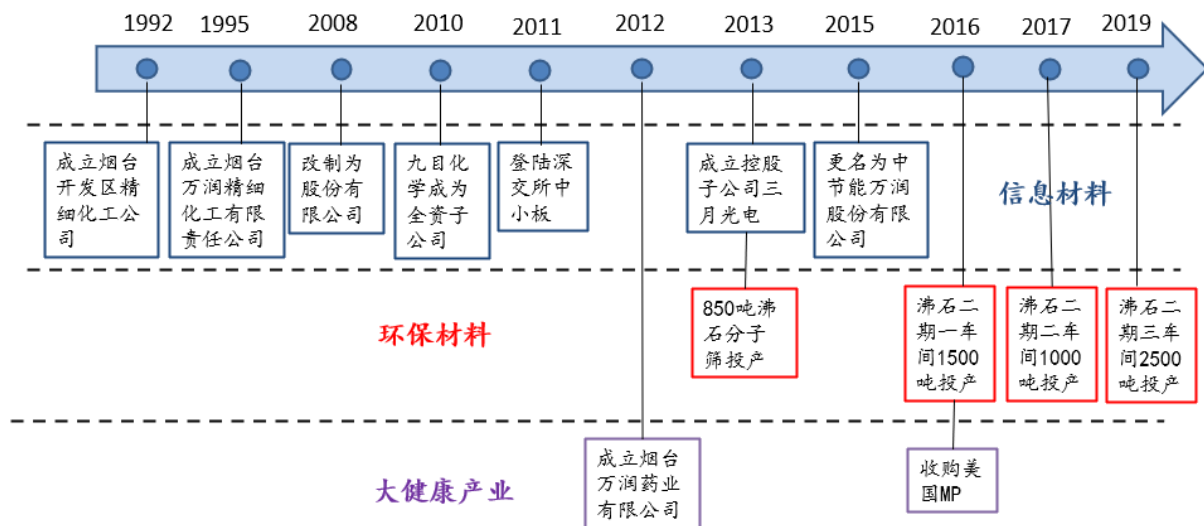 1992 1995 2008 2010 2011 2012 2013 2015 2016 2017 2019
成立烟台
开发区精
细化工公
司
成立烟台
万润精细
化工有限
责任公司
改制为
股份有
限公司
九目化
学成为
全资子
公司
登陆深
交所中
小板
成立控股
子公司三
月光电
更名为中
节能万润
股份有限
公司
信息材料
环保材料
850吨沸
石分子
筛投产
沸石二
期一车
间1500
吨投产
沸石二
期二车
间1000
吨投产
沸石二
期三车
间2500
吨投产
大健康产业
成立烟台
万润药业
有限公司
收购美
国MP